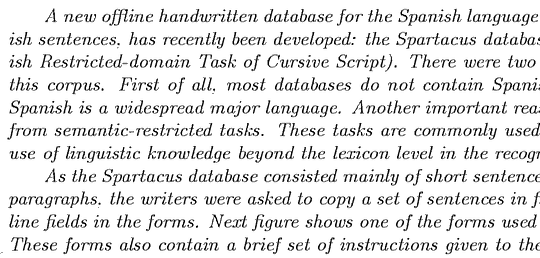 A new offline handwritten database for the Spanish language
ish sentences, has recently been developed: the Spartacus databas
ish Restricted-domain Task of Cursive Script). There were two
this corpus. First of all, most databases do not contain Spani
Spanish is a widespread major language. Another important rea
from semantic-restricted tasks. These tasks are commonly used
use of linguistic knowledge beyond the lexicon level in the recogn
As the Spartacus database consisted mainly of short sentence
paragraphs, the writers were asked to copy a set of sentences in f
line fields in the forms. Next figure shows one of the forms used
These forms also contain a brief set of instructions given to the